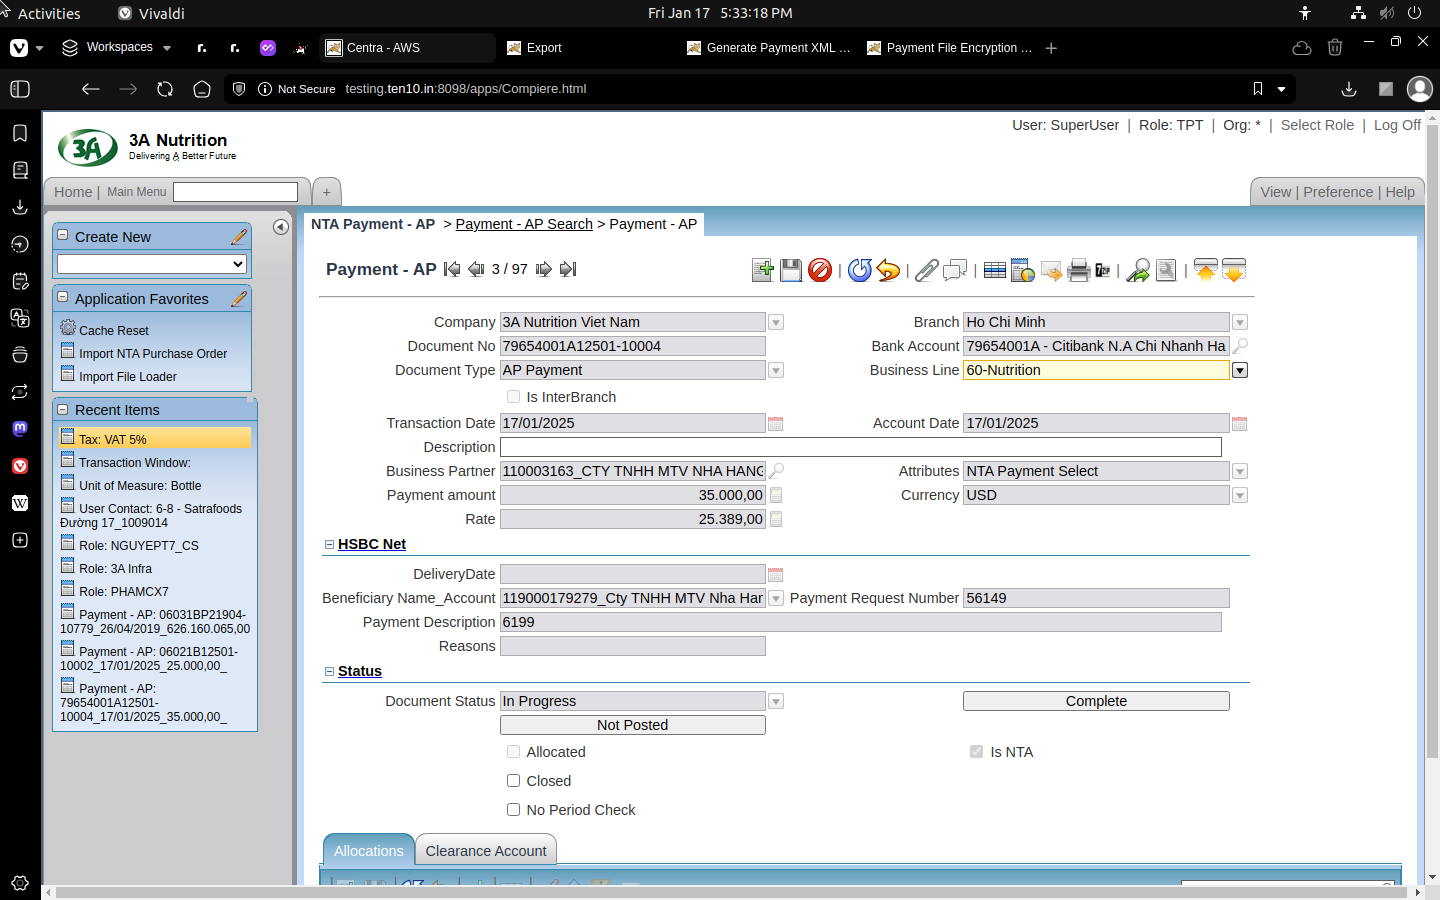 Activities
Vivaldi
Fri Jan 17 5:33:18 PM
Workspaces
Centra - AWS
Export
Generate Payment XML ...
Payment File Encryption ...
Not Secure testing.ten10.in:8098/apps/Compiere.html
3A
3A Nutrition
Delivering A Better Future
User: SuperUser | Role: TPT | Org: * | Select Role | Log Off
Home | Main Menu
+
View | Preference | Help
Create New
Application Favorites
Cache Reset
Import NTA Purchase Order
Import File Loader
Recent Items
Tax: VAT 5%
Transaction Window:
Unit of Measure: Bottle
User Contact: 6-8 - Satrafoods
Đường 17_1009014
Role: NGUYEPT7_CS
Role: 3A Infra
Role: PHAMCX7
Payment - AP: 06031BP21904-
10779_26/04/2019_626.160.065,00
Payment - AP: 06021B12501-
10002_17/01/2025_25.000,00_
Payment - AP:
79654001A12501-
10004_17/01/2025_35.000,00_
NTA Payment - AP > Payment - AP Search > Payment - AP
Payment - AP 3 / 97
Company 3A Nutrition Viet Nam
Branch Ho Chi Minh
Document No 79654001A12501-10004
Bank Account 79654001A - Citibank N.A Chi Nhanh Ha
Document Type AP Payment
Business Line 60-Nutrition
Is InterBranch
Transaction Date 17/01/2025
Account Date 17/01/2025
Description
Business Partner 110003163_CTY TNHH MTV NHA HANG
Attributes NTA Payment Select
Payment amount 35.000,00
Currency USD
Rate 25.389,00
HSBC Net
DeliveryDate
Beneficiary Name_Account 119000179279_Cty TNHH MTV Nha Har
Payment Request Number 56149
Payment Description 6199
Reasons
Status
Document Status In Progress
Complete
Not Posted
Allocated
Is NTA
Closed
No Period Check
Allocations
Clearance Account